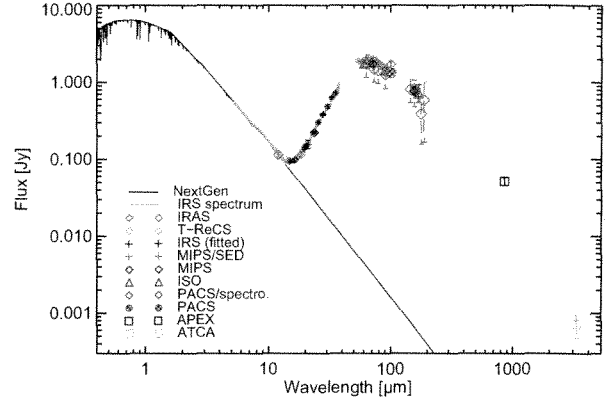 10.000
1.000
0.100
0.010
0.001
Flux [Jy]
NextGen
IRS spectrum
IRAS
T-ReCS
IRS (fitted)
MIPS/SED
MIPS
ISO
PACS/spectro.
PACS
APEX
ATCA
1 10 100 1000
Wavelength [µm]